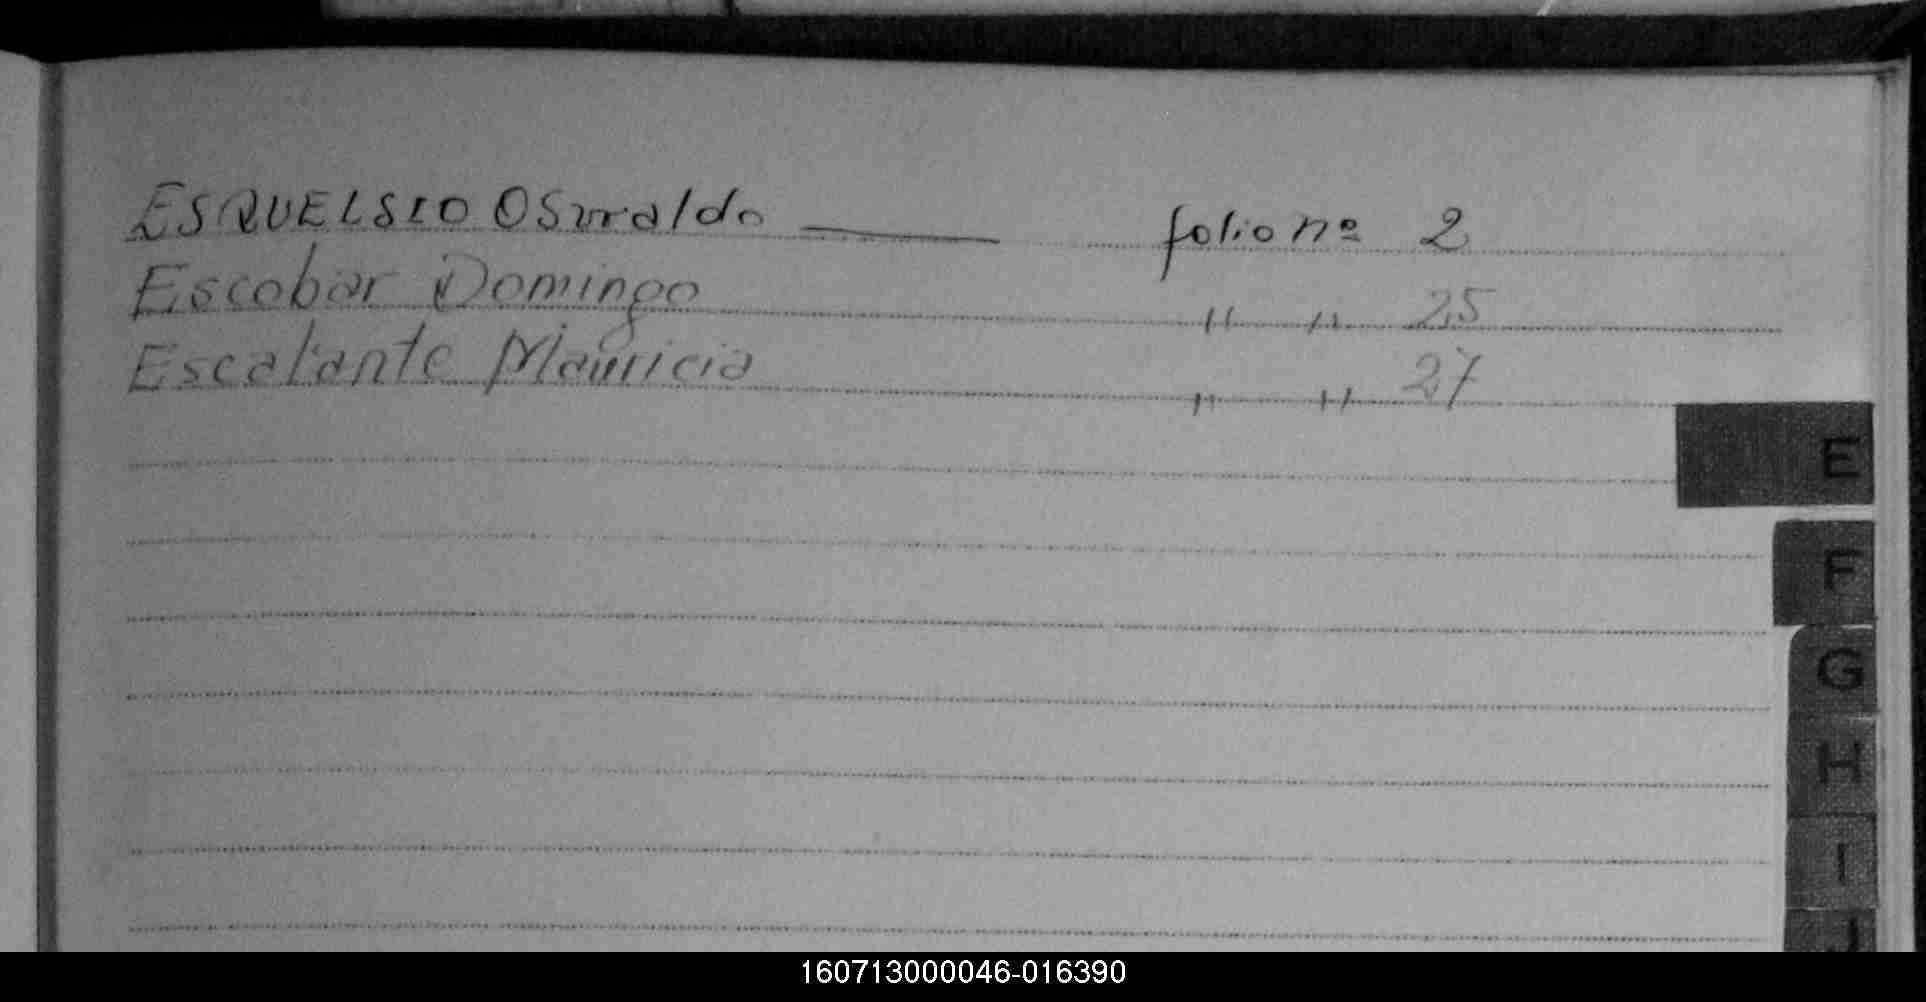 ESQUELSIO Oswaldo folio nº 2
Escobar Domingo " " 25
Escalante Mauricia " " 27
E
F
G
H
I
J
160713000046-016390